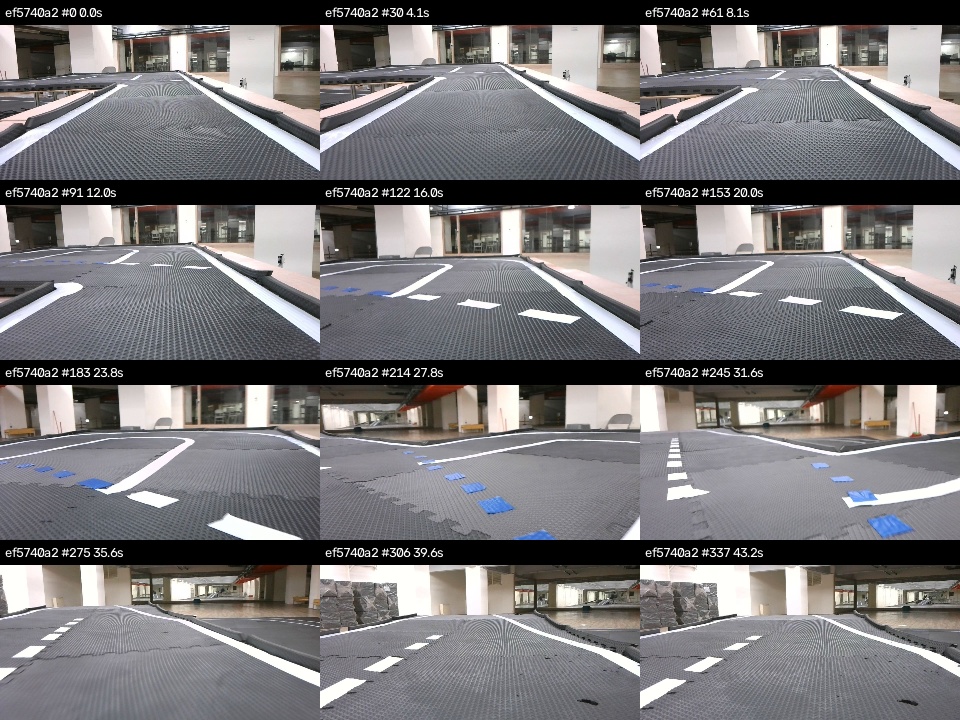 ef5740a2 #0 0.0s
ef5740a2 #30 4.1s
ef5740a2 #61 8.1s
ef5740a2 #91 12.0s
ef5740a2 #122 16.0s
ef5740a2 #153 20.0s
ef5740a2 #183 23.8s
ef5740a2 #214 27.8s
ef5740a2 #245 31.6s
ef5740a2 #275 35.6s
ef5740a2 #306 39.6s
ef5740a2 #337 43.2s